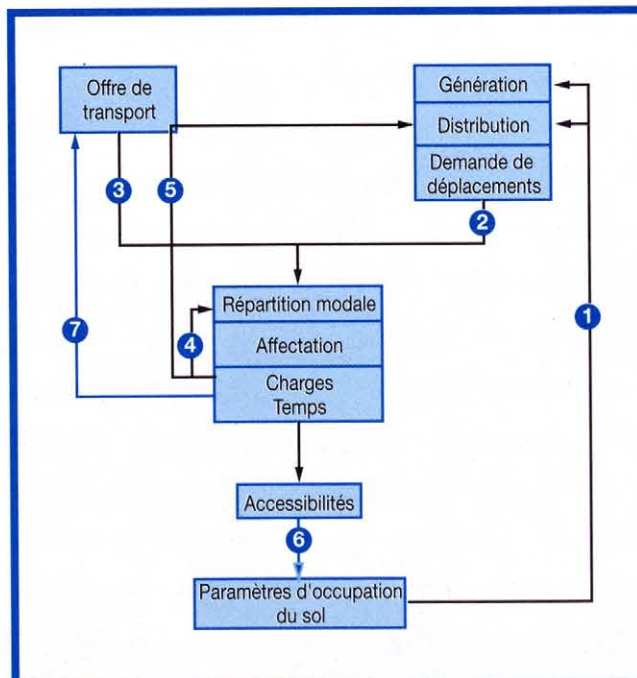 Offre de
transport
Génération
Distribution
Demande de
déplacements
3
5
2
Répartition modale
Affectation
Charges
Temps
7
4
1
Accessibilités
6
Paramètres d'occupation
du sol